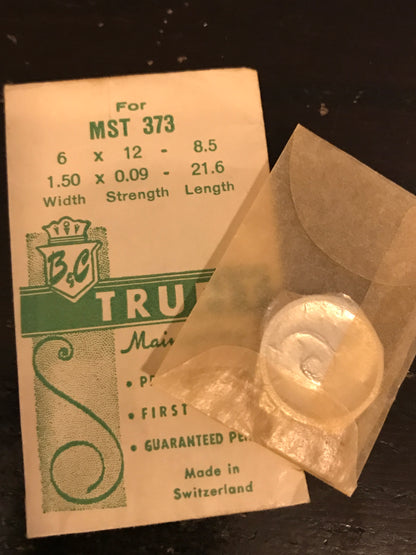 For
MST 373
6 x 12 - 8.5
1.50 x 0.09 - 21.6
Width Strength Length
B&C
TRU
Main
• P
• FIRST
• GUARANTEED PE
Made in
Switzerland